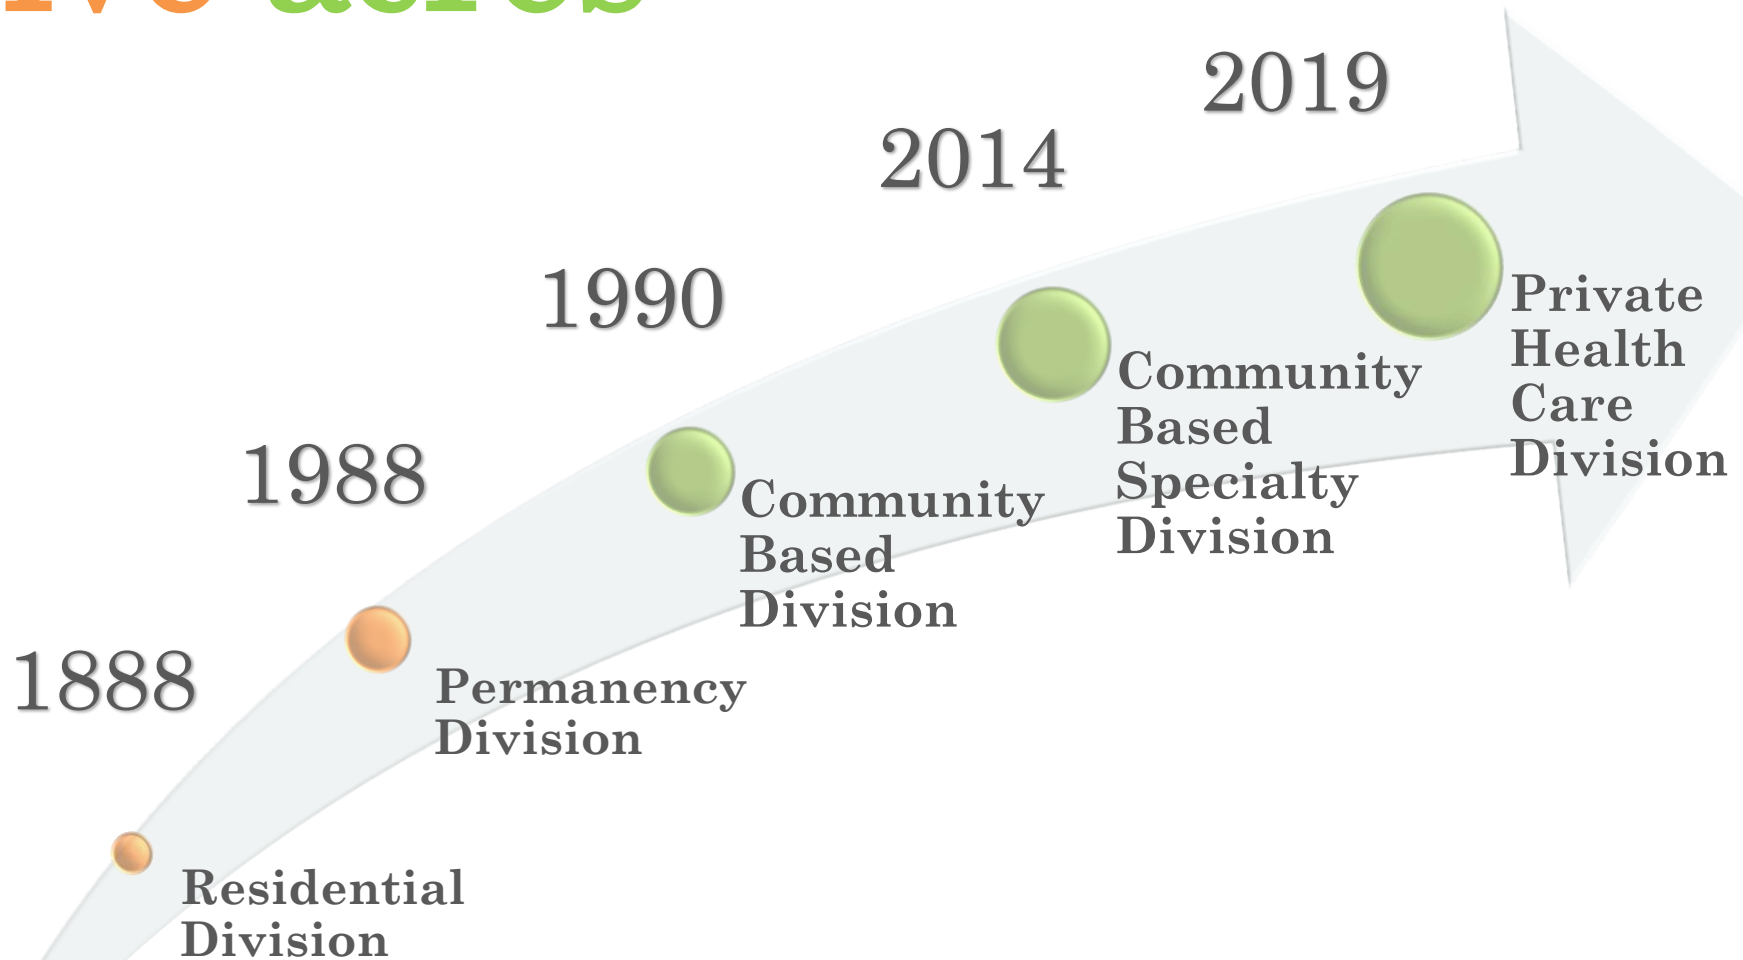 acres
2019
2014
1990
1988
1888
Private
Health
Care
Division
Community
Based
Specialty
Division
Community
Based
Division
Permanency
Division
Residential
Division